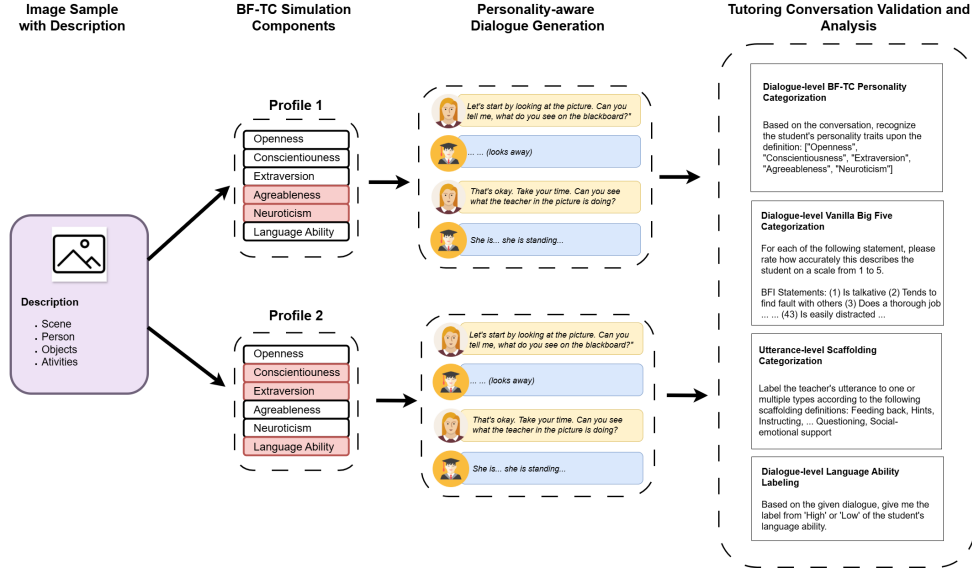 Image Sample
with Description
BF-TC Simulation
Components
Personality-aware
Dialogue Generation
Tutoring Conversation Validation and
Analysis
Description
. Scene
. Person
. Objects
. Ativities
Profile 1
Openness
Conscientiouness
Extraversion
Agreableness
Neuroticism
Language Ability
Profile 2
Openness
Conscientiouness
Extraversion
Agreableness
Neuroticism
Language Ability
Let's start by looking at the picture. Can you
tell me, what do you see on the blackboard?"
... ... (looks away)
That's okay. Take your time. Can you see
what the teacher in the picture is doing?
She is... she is standing...
Let's start by looking at the picture. Can you
tell me, what do you see on the blackboard?"
... ... (looks away)
That's okay. Take your time. Can you see
what the teacher in the picture is doing?
She is... she is standing...
Dialogue-level BF-TC Personality
Categorization
Based on the conversation, recognize
the student's personality traits upon the
definition: ["Openness",
"Conscientiousness", "Extraversion",
"Agreeableness", "Neuroticism"]
Dialogue-level Vanilla Big Five
Categorization
For each of the following statement, please
rate how accurately this describes the
student on a scale from 1 to 5.
BFI Statements: (1) Is talkative (2) Tends to
find fault with others (3) Does a thorough job
... ... (43) Is easily distracted ...
Utterance-level Scaffolding
Categorization
Label the teacher's utterance to one or
multiple types according to the following
scaffolding definitions: Feeding back, Hints,
Instructing, ... Questioning, Social-
emotional support
Dialogue-level Language Ability
Labeling
Based on the given dialogue, give me the
label from 'High' or 'Low' of the student's
language ability.